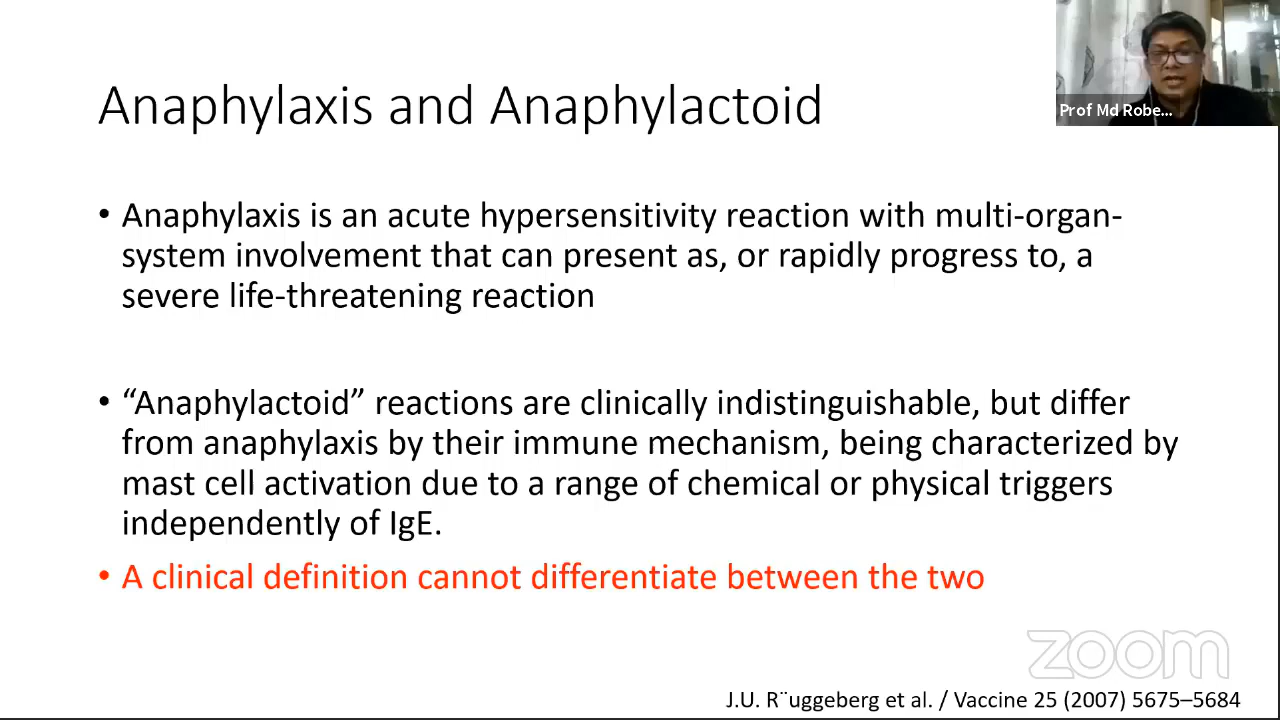 Prof Md Robe...
Anaphylaxis and Anaphylactoid
• Anaphylaxis is an acute hypersensitivity reaction with multi-organ-
system involvement that can present as, or rapidly progress to, a
severe life-threatening reaction
• “Anaphylactoid” reactions are clinically indistinguishable, but differ
from anaphylaxis by their immune mechanism, being characterized by
mast cell activation due to a range of chemical or physical triggers
independently of IgE.
• A clinical definition cannot differentiate between the two
zoom
J.U. R¨uggeberg et al. / Vaccine 25 (2007) 5675–5684